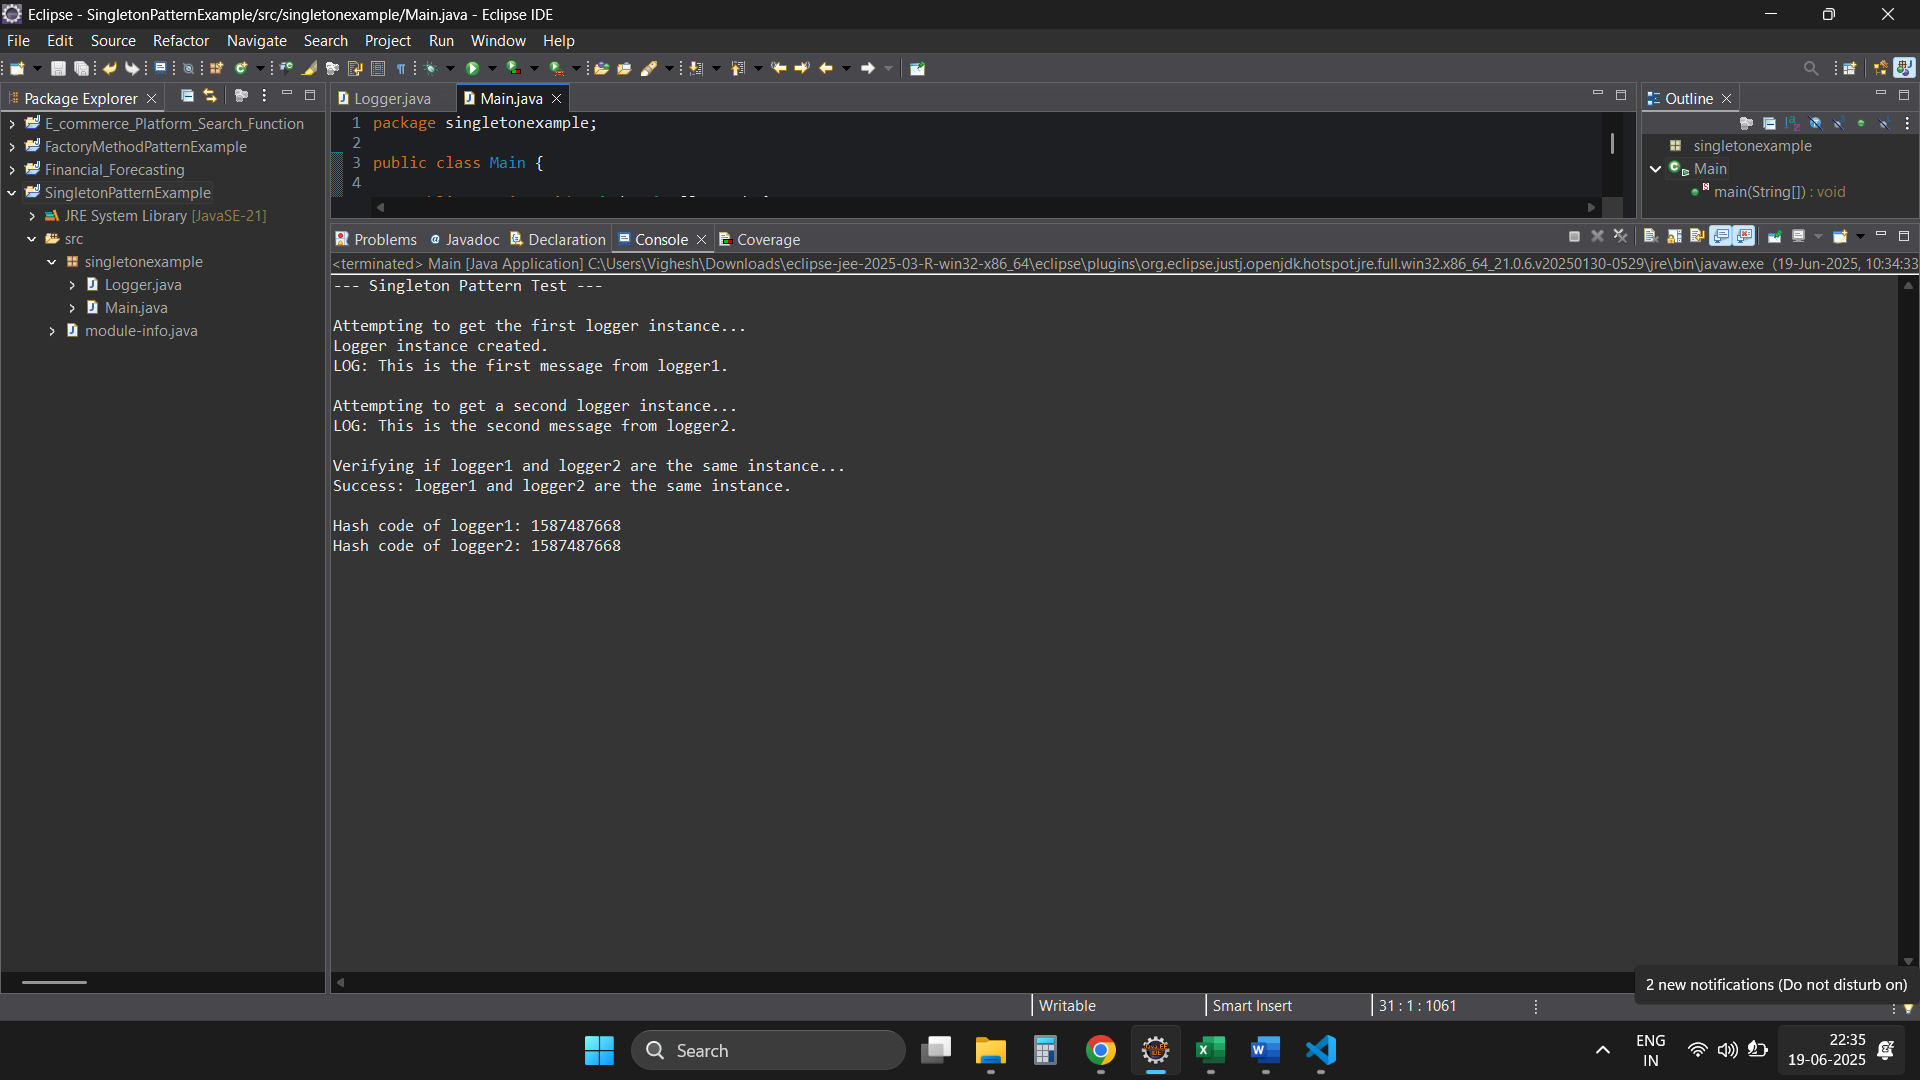 Eclipse - SingletonPatternExample/src/singletonexample/Main.java - Eclipse IDE
File Edit Source Refactor Navigate Search Project Run Window Help
Package Explorer
E_commerce_Platform_Search_Function
FactoryMethodPatternExample
Financial_Forecasting
SingletonPatternExample
JRE System Library [JavaSE-21]
src
singletonexample
Logger.java
Main.java
module-info.java
Logger.java Main.java
1 package singletonexample;
2
3 public class Main {
4
Outline
singletonexample
Main
main(String[]) : void
Problems Javadoc Declaration Console Coverage
<terminated> Main [Java Application] C:\Users\Vighesh\Downloads\eclipse-jee-2025-03-R-win32-x86_64\eclipse\plugins\org.eclipse.justj.openjdk.hotspot.jre.full.win32.x86_64_21.0.6.v20250130-0529\jre\bin\javaw.exe (19-Jun-2025, 10:34:33
--- Singleton Pattern Test ---
Attempting to get the first logger instance...
Logger instance created.
LOG: This is the first message from logger1.
Attempting to get a second logger instance...
LOG: This is the second message from logger2.
Verifying if logger1 and logger2 are the same instance...
Success: logger1 and logger2 are the same instance.
Hash code of logger1: 1587487668
Hash code of logger2: 1587487668
2 new notifications (Do not disturb on)
Writable Smart Insert 31 : 1 : 1061
Search
ENG
IN
22:35
19-06-2025